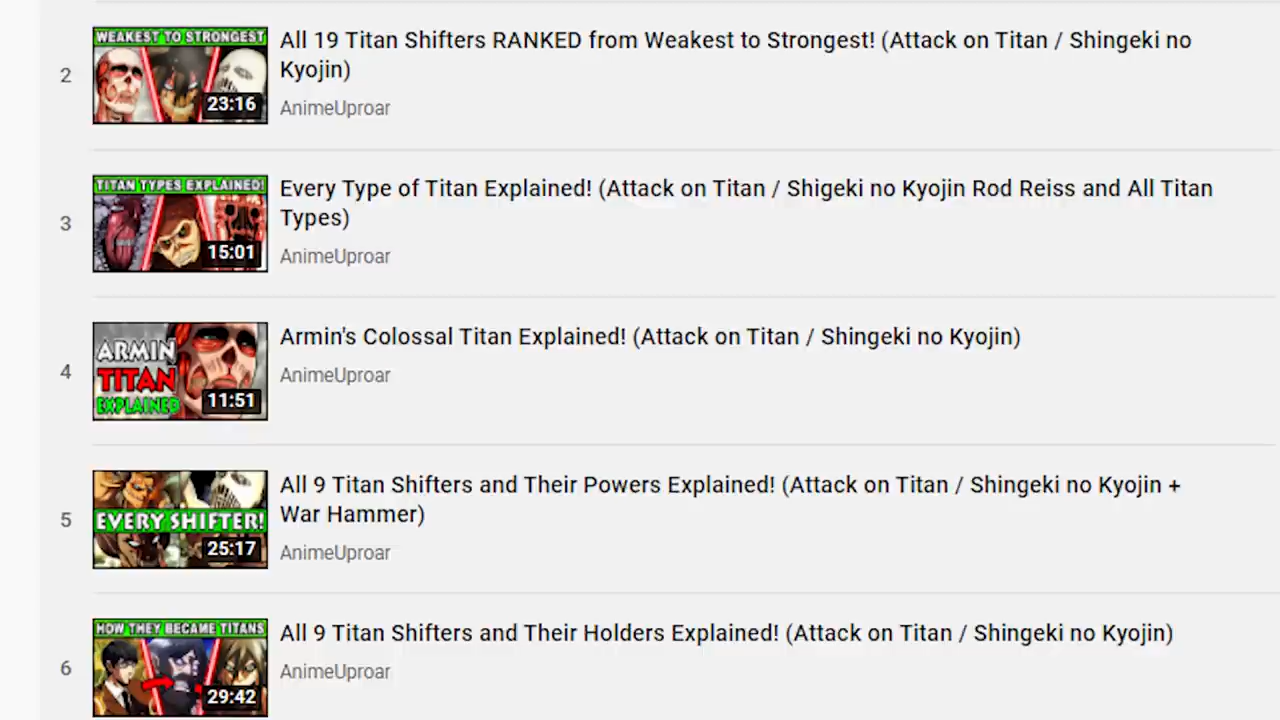 2
WEAKEST TO STRONGEST
23:16
All 19 Titan Shifters RANKED from Weakest to Strongest! (Attack on Titan / Shingeki no
Kyojin)
AnimeUproar
3
TITAN TYPES EXPLAINED!
15:01
Every Type of Titan Explained! (Attack on Titan / Shigeki no Kyojin Rod Reiss and All Titan
Types)
AnimeUproar
4
ARMIN
TITAN
EXPLAINED
11:51
Armin's Colossal Titan Explained! (Attack on Titan / Shingeki no Kyojin)
AnimeUproar
5
EVERY SHIFTER!
25:17
All 9 Titan Shifters and Their Powers Explained! (Attack on Titan / Shingeki no Kyojin +
War Hammer)
AnimeUproar
6
HOW THEY BECAME TITANS
29:42
All 9 Titan Shifters and Their Holders Explained! (Attack on Titan / Shingeki no Kyojin)
AnimeUproar